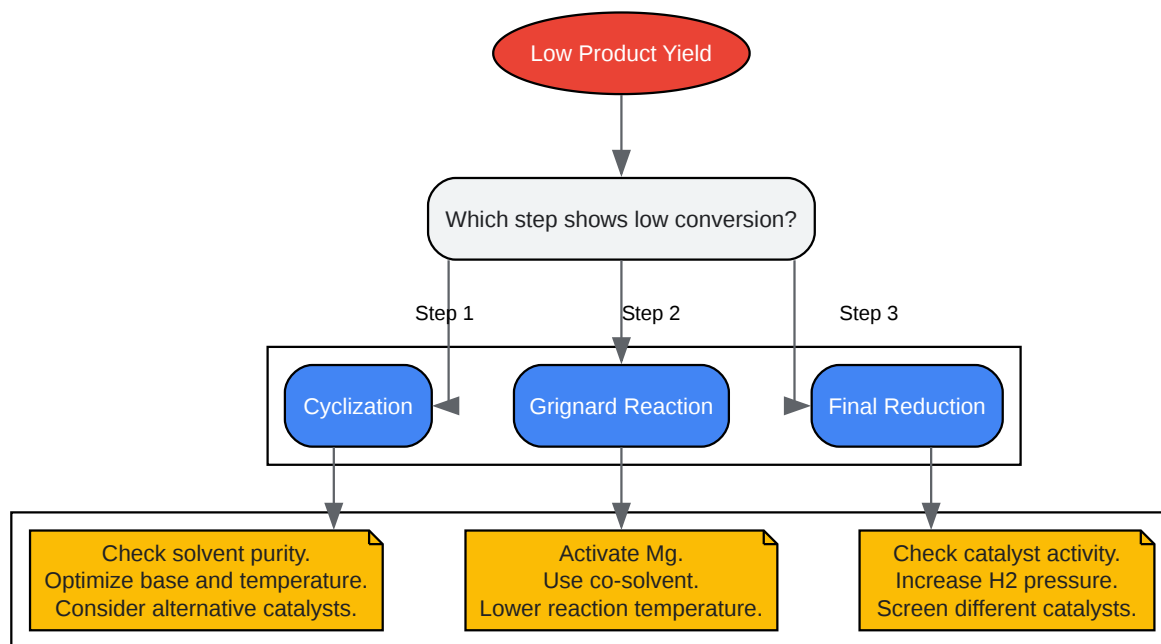 Low Product Yield
Which step shows low conversion?
Step 1
Step 2
Step 3
Cyclization
Grignard Reaction
Final Reduction
Check solvent purity.
Optimize base and temperature.
Consider alternative catalysts.
Activate Mg.
Use co-solvent.
Lower reaction temperature.
Check catalyst activity.
Increase H2 pressure.
Screen different catalysts.